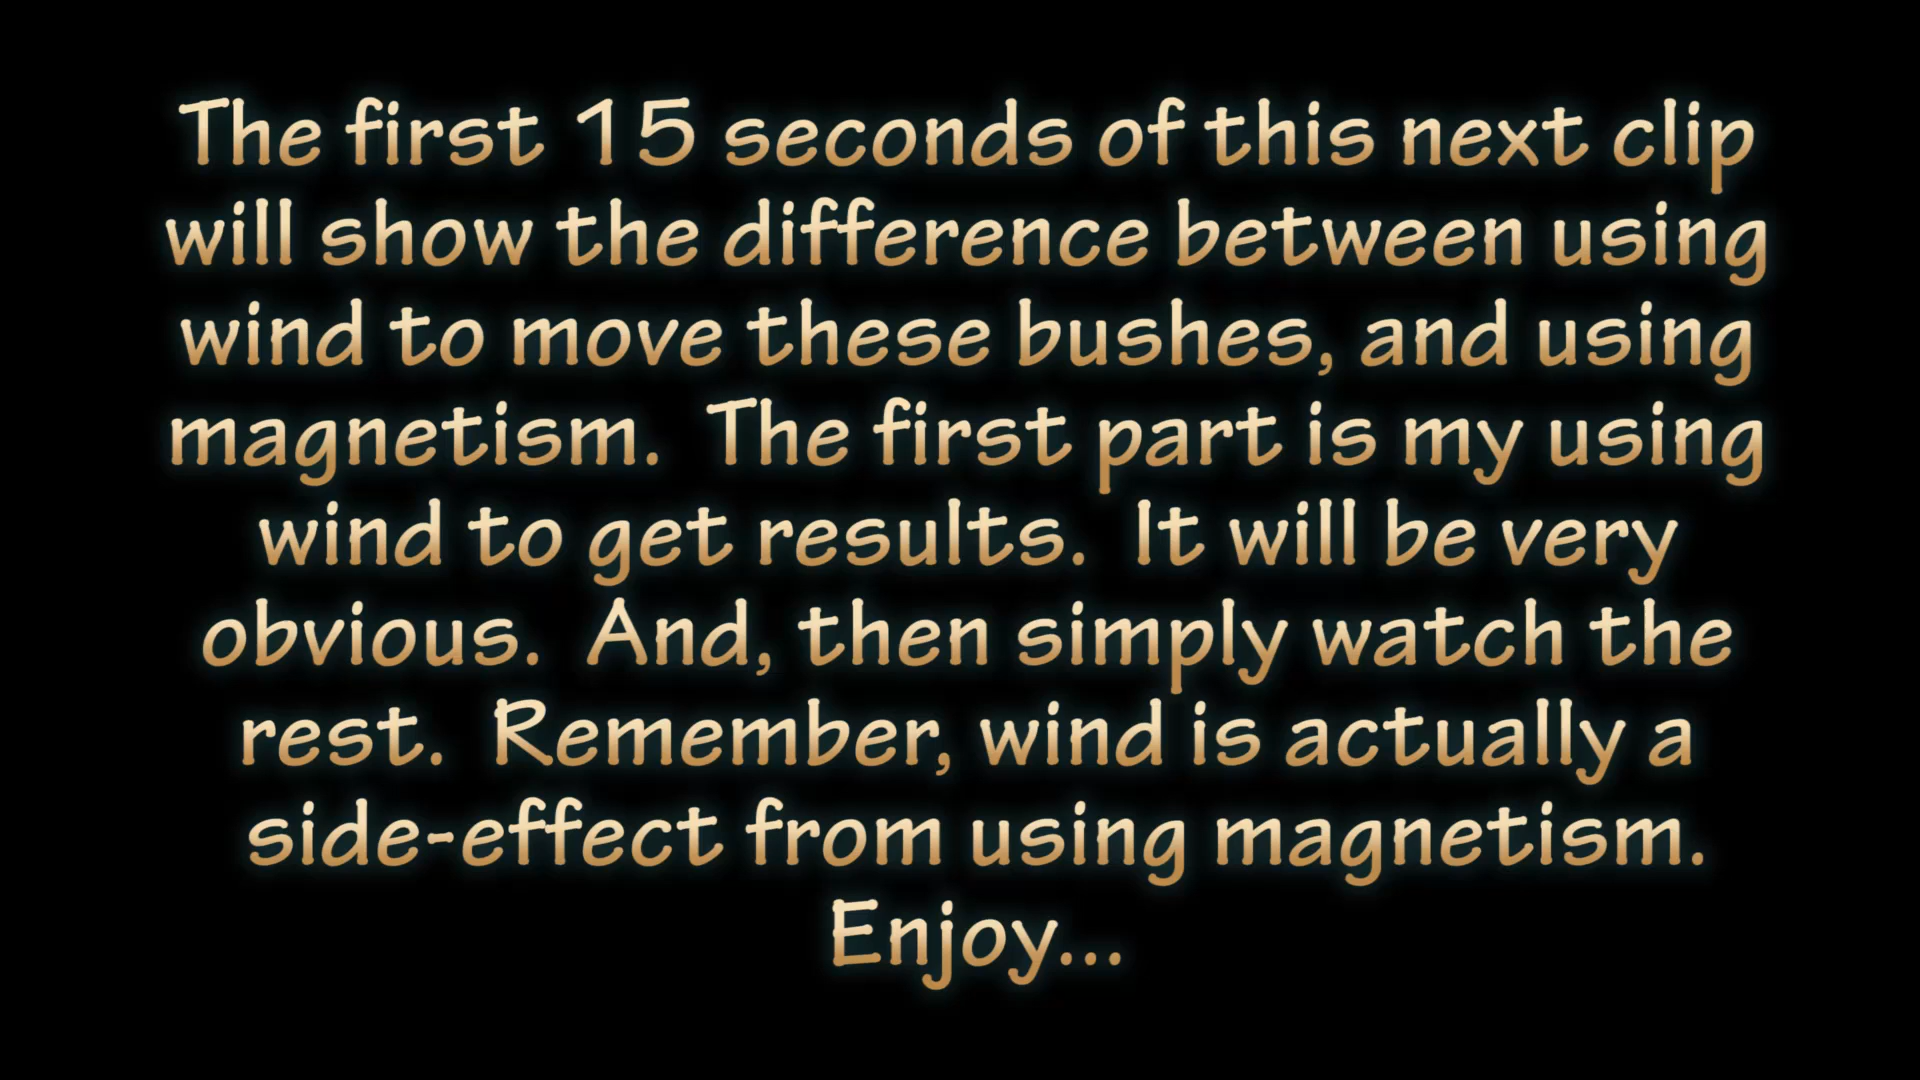 The first 15 seconds of this next clip
will show the difference between using
wind to move these bushes, and using
magnetism.  The first part is my using
wind to get results.  It will be very
obvious.  And, then simply watch the
rest.  Remember, wind is actually a
side-effect from using magnetism.
Enjoy...